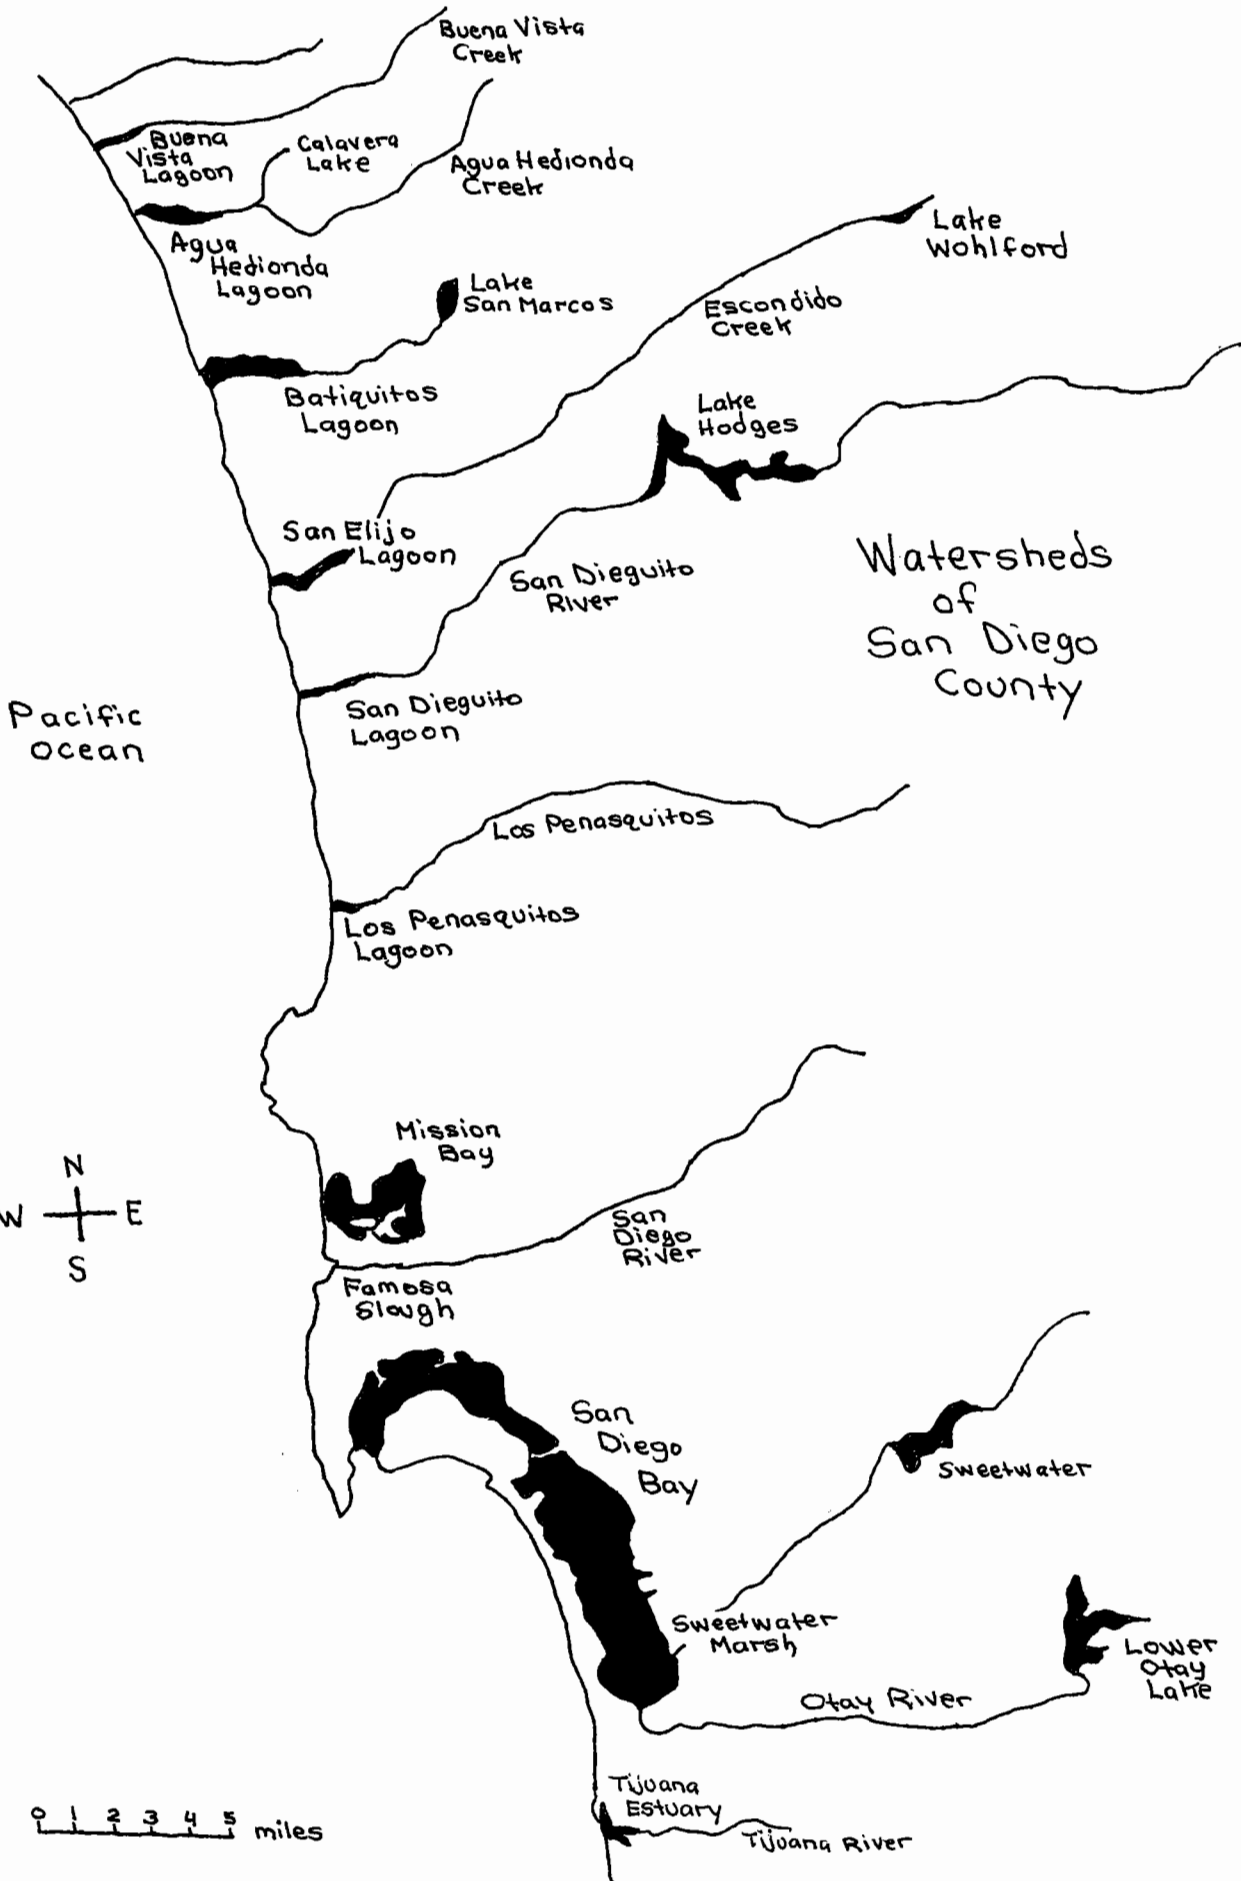 Buena Vista
Creek
Buena
Vista
Lagoon
Calavera
Lake
Agua Hedionda
Creek
Agua
Hedionda
Lagoon
Lake
Wohlford
Lake
San Marcos
Escondido
Creek
Batiquitos
Lagoon
Lake
Hodges
San Elijo
Lagoon
San Dieguito
River
Watersheds
of
San Diego
County
Pacific
Ocean
San Dieguito
Lagoon
Los Penasquitos
Los Penasquitos
Lagoon
Mission
Bay
N
W E
S
San
Diego
River
Famosa
Slough
San
Diego
Bay
Sweetwater
Sweetwater
Marsh
Lower
Otay
Lake
Otay River
Tijuana
Estuary
Tijuana River
0 1 2 3 4 5 miles